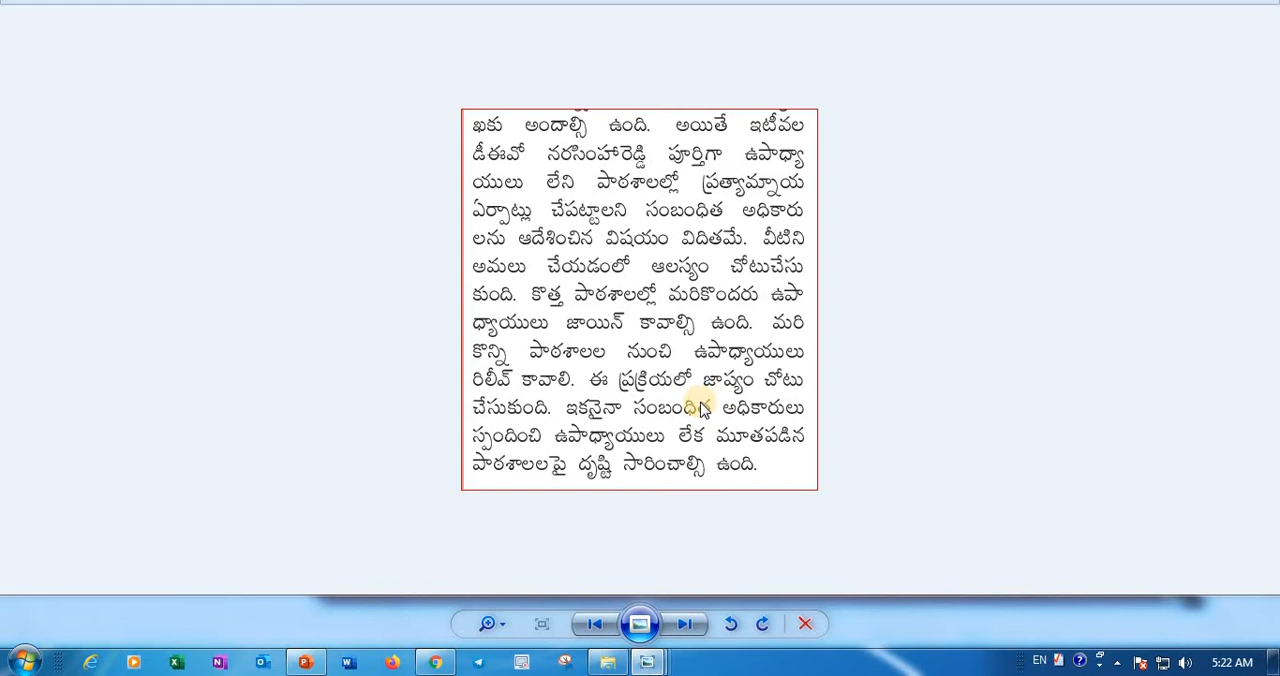 ఖకు అందాల్సి ఉంది. అయితే ఇటీవల
డీఈవో నరసింహారెడ్డి పూర్తిగా ఉపాధ్యా
యులు లేని పాఠశాలల్లో ప్రత్యామ్నాయ
ఏర్పాట్లు చేపట్టాలని సంబంధిత అధికారు
లను ఆదేశించిన విషయం విదితమే. వీటిని
అమలు చేయడంలో ఆలస్యం చోటుచేసు
కుంది. కొత్త పాఠశాలల్లో మరికొందరు ఉపా
ధ్యాయులు జాయిన్ కావాల్సి ఉంది. మరి
కొన్ని పాఠశాలల నుంచి ఉపాధ్యాయులు
రిలీవ్ కావాలి. ఈ ప్రక్రియలో జాప్యం చోటు
చేసుకుంది. ఇకనైనా సంబంధిత అధికారులు
స్పందించి ఉపాధ్యాయులు లేక మూతపడిన
పాఠశాలలపై దృష్టి సారించాల్సి ఉంది.
EN
5:22 AM